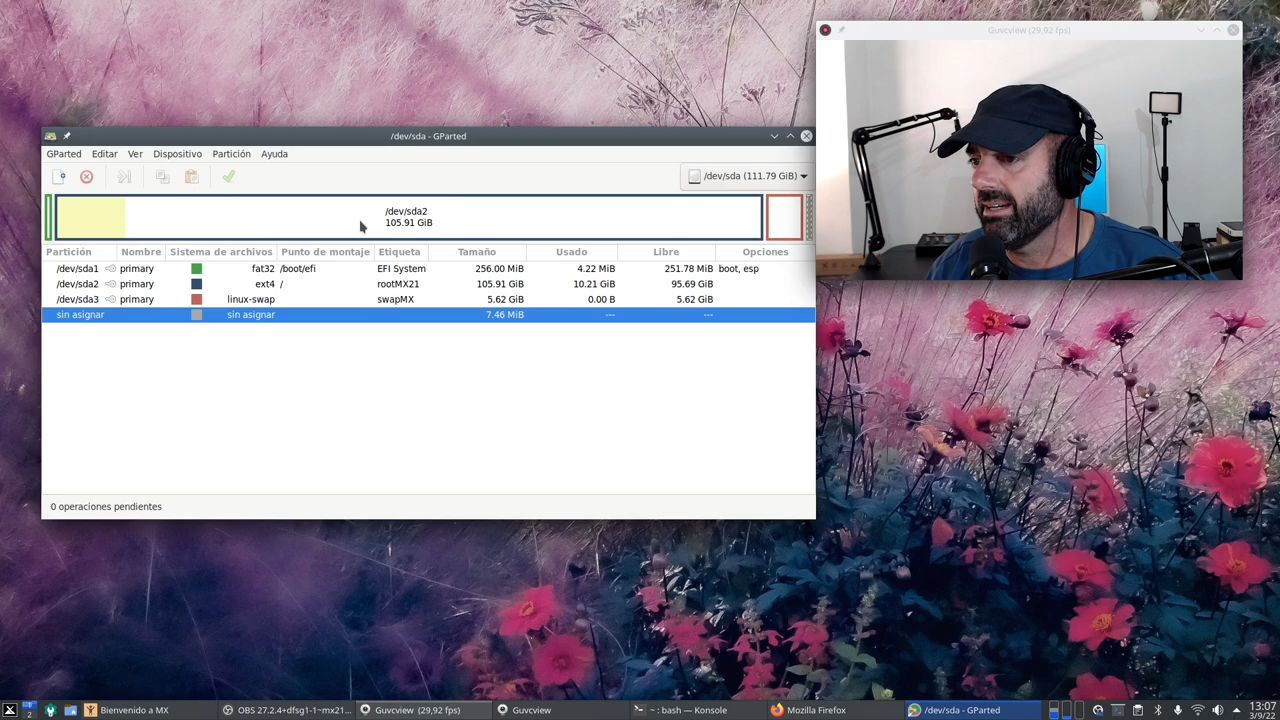 Guvcview (29,92 fps)
/dev/sda - GParted
GParted Editar Ver Dispositivo Partición Ayuda
/dev/sda (111.79 GiB)
/dev/sda2
105.91 GiB
Partición Nombre Sistema de archivos Punto de montaje Etiqueta Tamaño Usado Libre Opciones
/dev/sda1 primary fat32 /boot/efi EFI System 256.00 MiB 4.22 MiB 251.78 MiB boot, esp
/dev/sda2 primary ext4 / rootMX21 105.91 GiB 10.21 GiB 95.69 GiB
/dev/sda3 primary linux-swap swapMX 5.62 GiB 0.00 B 5.62 GiB
sin asignar sin asignar 7.46 MiB --- ---
0 operaciones pendientes
2 Bienvenido a MX OBS 27.2.4+dfsg1-1~mx21... Guvcview (29,92 fps) Guvcview ~ : bash — Konsole Mozilla Firefox /dev/sda - GParted 13:07
3/9/22